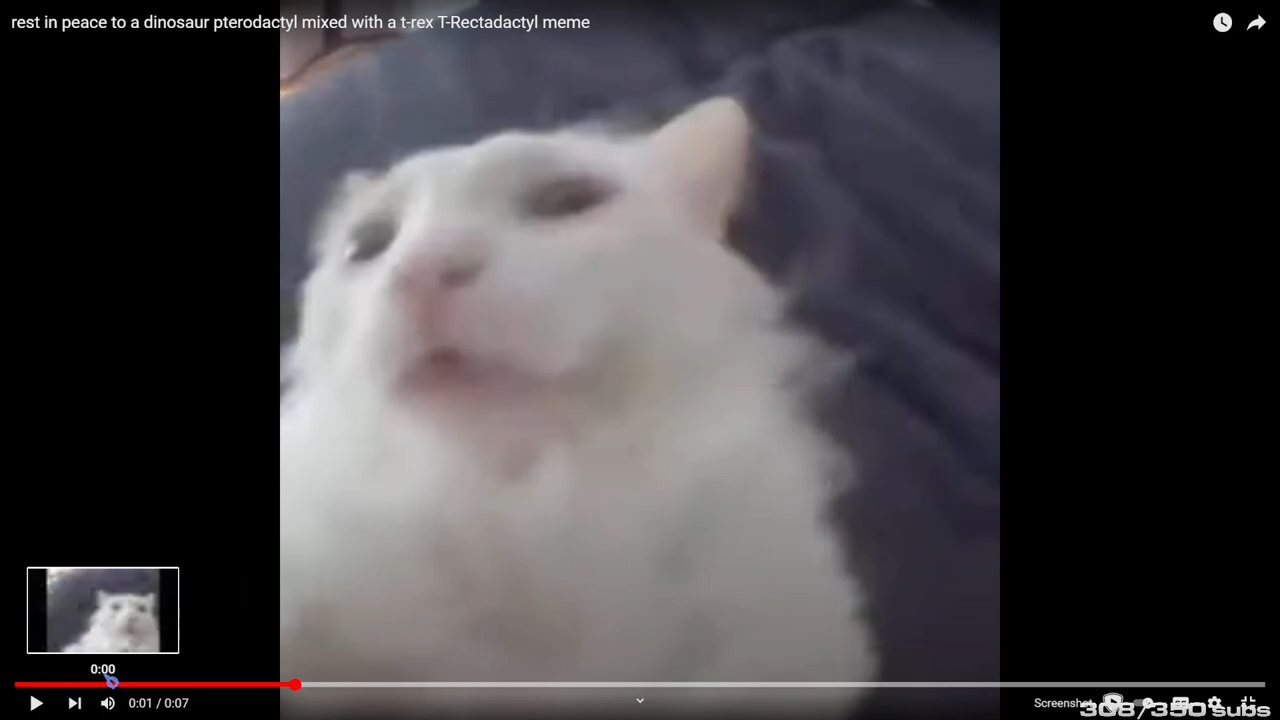 rest in peace to a dinosaur pterodactyl mixed with a t-rex T-Rectadactyl meme
0:00
0:01 / 0:07
Screenshot
308/350 subs